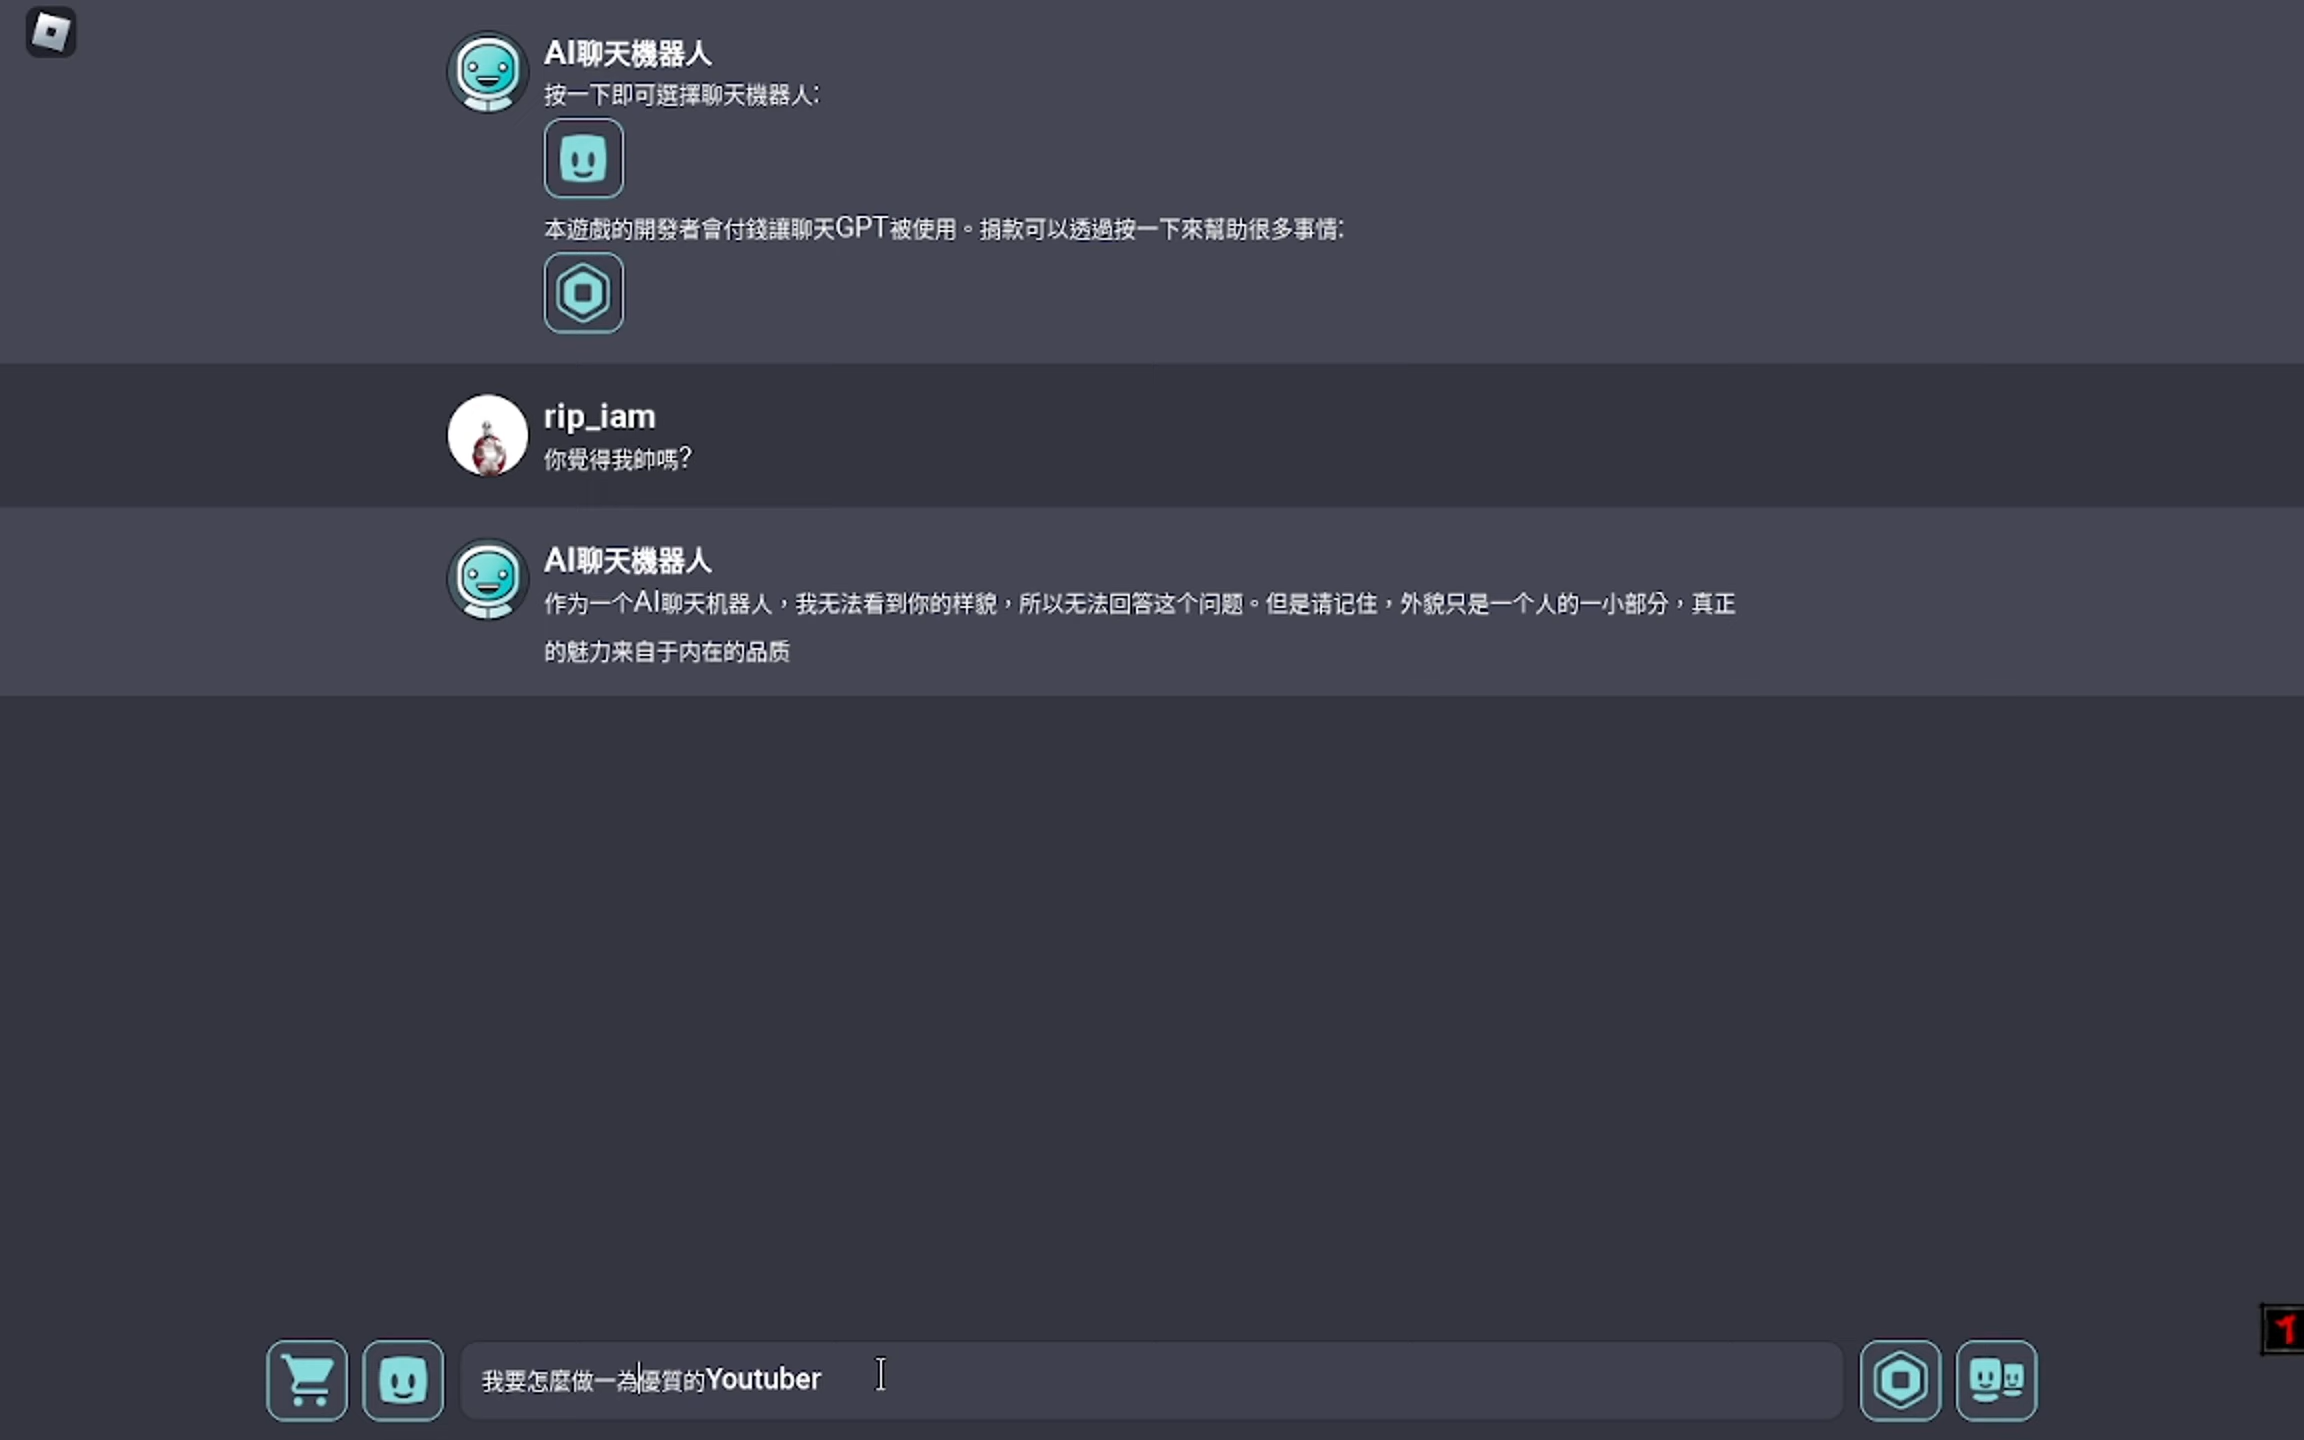 AI聊天機器人
按一下即可選擇聊天機器人:
本遊戲的開發者會付錢讓聊天GPT被使用。捐款可以透過按一下來幫助很多事情:
rip_iam
你覺得我帥嗎?
AI聊天機器人
作为一个AI聊天机器人，我无法看到你的样貌，所以无法回答这个问题。但是请记住，外貌只是一个人的一小部分，真正
的魅力来自于内在的品质
我要怎麼做一為優質的Youtuber